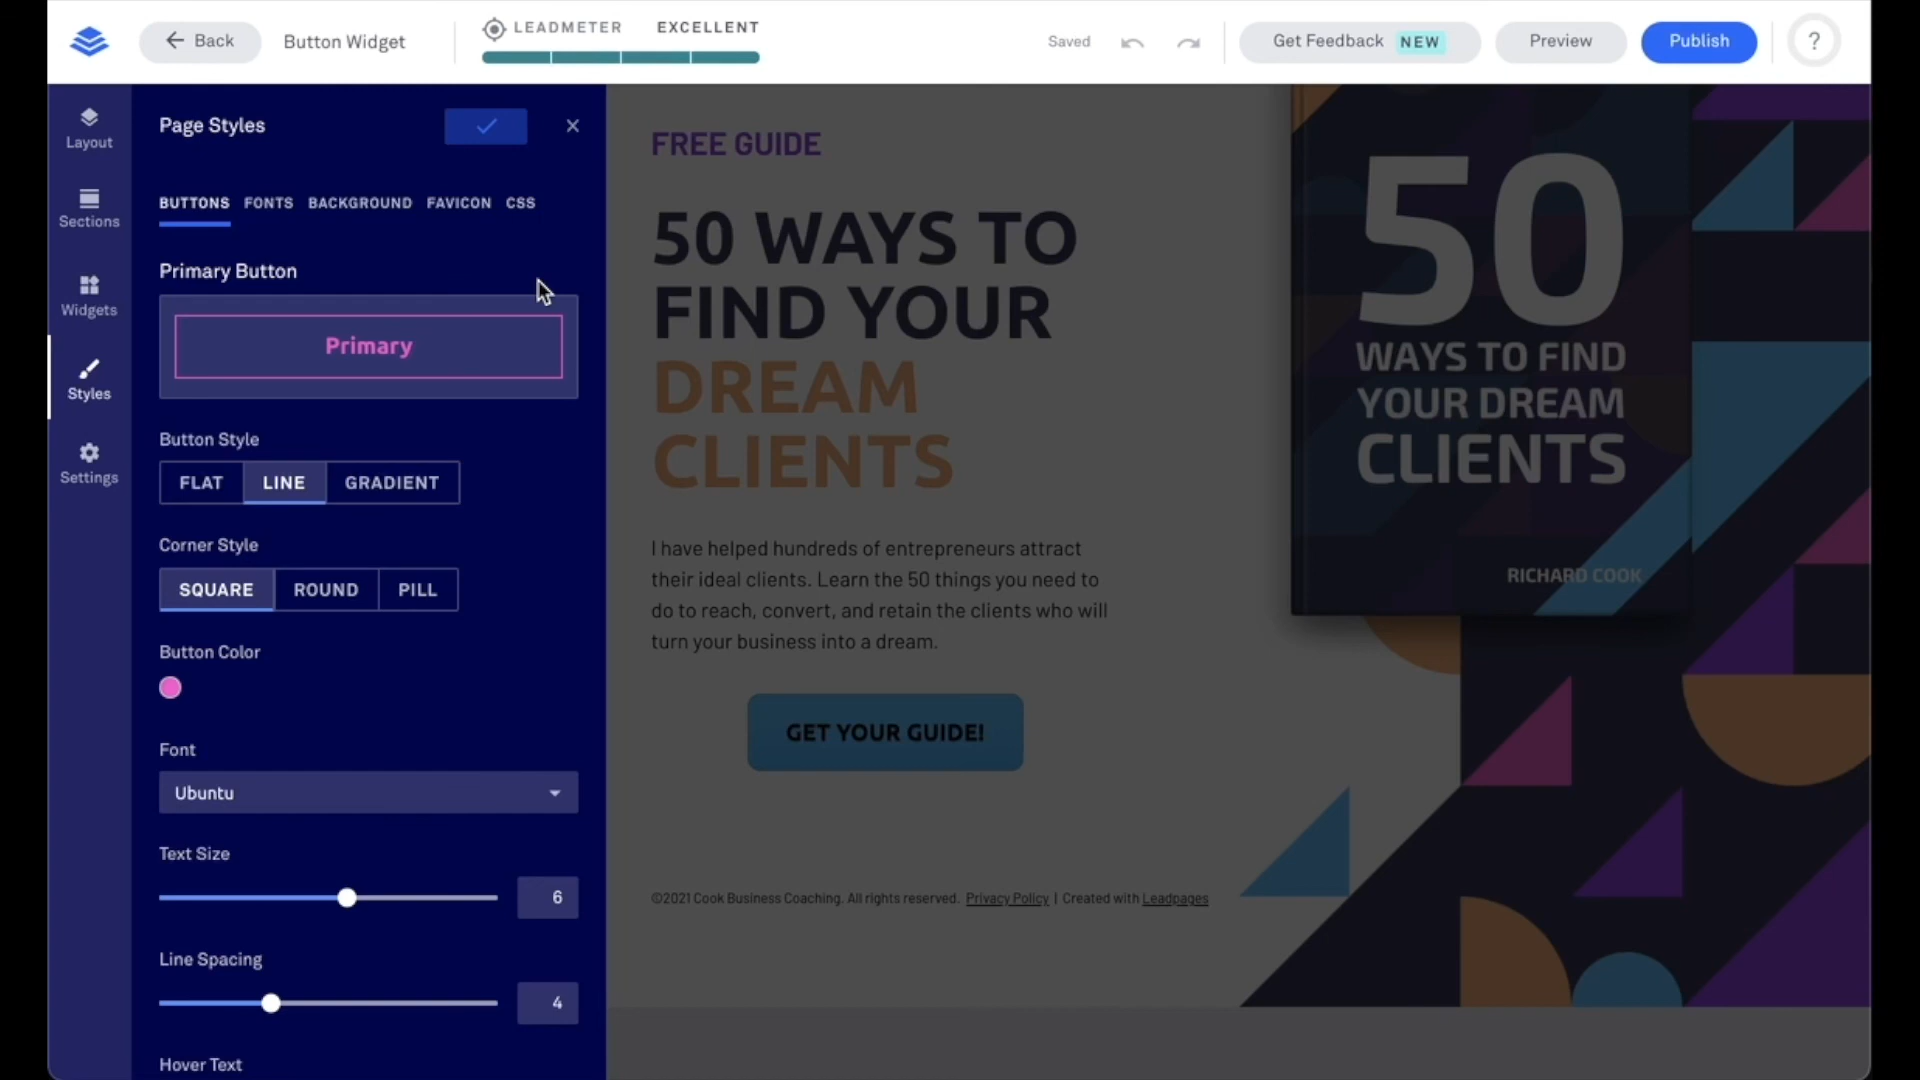 Back
Button Widget
LEADMETER EXCELLENT
Saved
Get Feedback NEW
Preview
Publish
?
Layout
Sections
Widgets
Styles
Settings
Page Styles
BUTTONS FONTS BACKGROUND FAVICON CSS
Primary Button
Primary
Button Style
FLAT LINE GRADIENT
Corner Style
SQUARE ROUND PILL
Button Color
Font
Ubuntu
Text Size
6
Line Spacing
4
Hover Text
FREE GUIDE
50 WAYS TO
FIND YOUR
DREAM
CLIENTS
I have helped hundreds of entrepreneurs attract
their ideal clients. Learn the 50 things you need to
do to reach, convert, and retain the clients who will
turn your business into a dream.
GET YOUR GUIDE!
©2021 Cook Business Coaching. All rights reserved. Privacy Policy | Created with Leadpages
50
WAYS TO FIND
YOUR DREAM
CLIENTS
RICHARD COOK